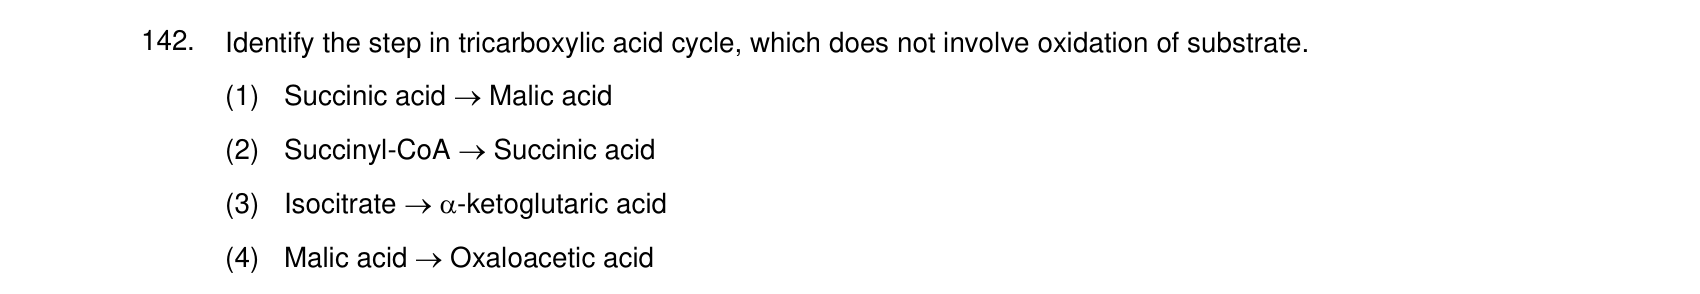 142. Identify the step in tricarboxylic acid cycle, which does not involve oxidation of substrate.
(1) Succinic acid → Malic acid
(2) Succinyl-CoA → Succinic acid
(3) Isocitrate → α-ketoglutaric acid
(4) Malic acid → Oxaloacetic acid